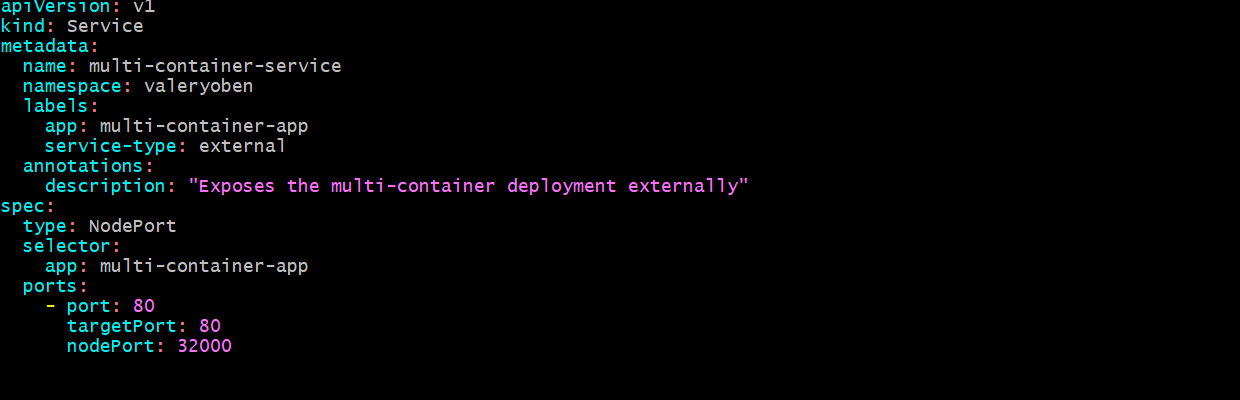 apiVersion: v1
kind: Service
metadata:
  name: multi-container-service
  namespace: valeryoben
  labels:
    app: multi-container-app
    service-type: external
  annotations:
    description: "Exposes the multi-container deployment externally"
spec:
  type: NodePort
  selector:
    app: multi-container-app
  ports:
    - port: 80
      targetPort: 80
      nodePort: 32000